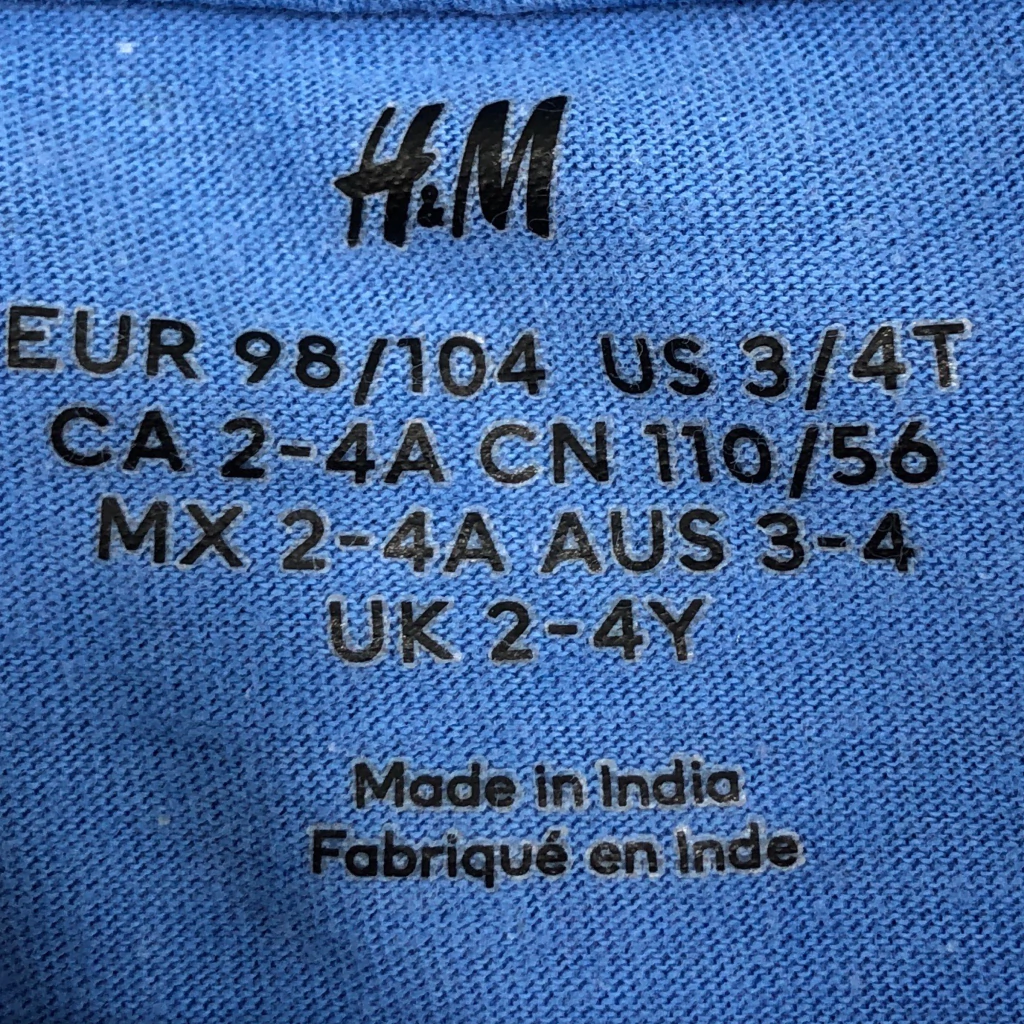 H&M
EUR 98/104 US 3/4T
CA 2-4A CN 110/56
MX 2-4A AUS 3-4
UK 2-4Y
Made in India
Fabriqué en Inde